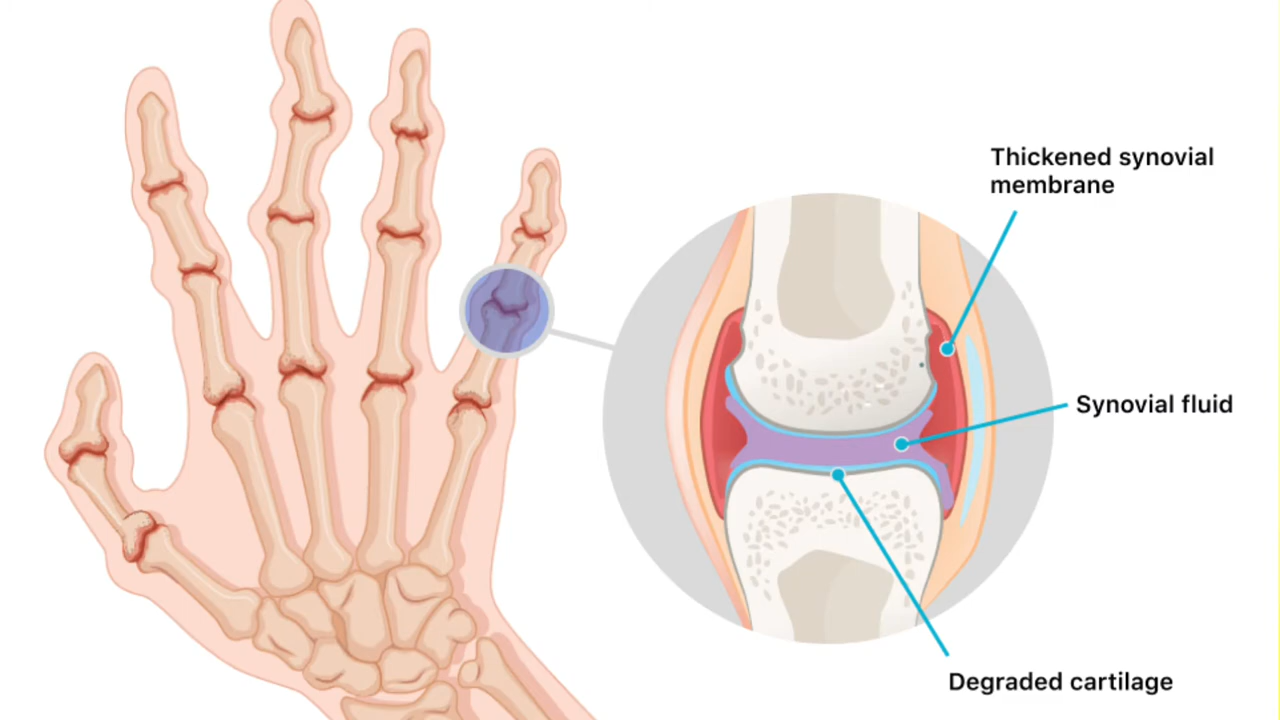 Thickened synovial
membrane
Synovial fluid
Degraded cartilage